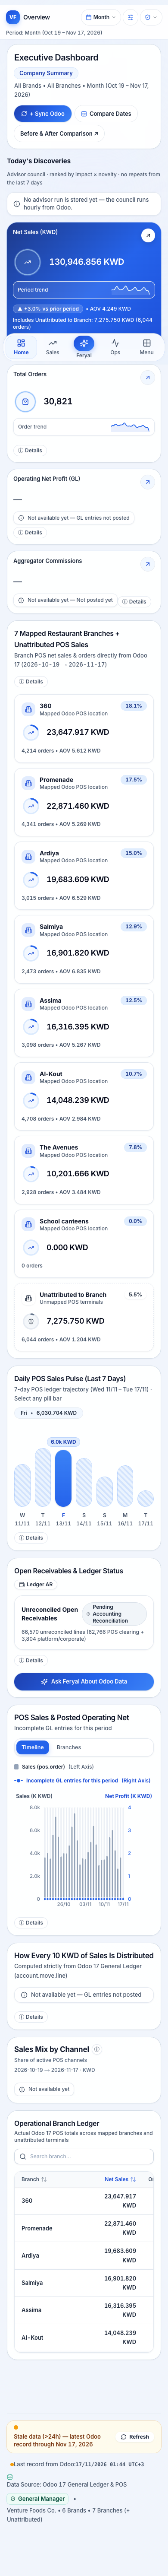 VF Overview Month
Period: Month (Oct 19 – Nov 17, 2026)
Executive Dashboard
Company Summary
All Brands • All Branches • Month (Oct 19 – Nov 17,
2026)
+ Sync Odoo
Compare Dates
Before & After Comparison ↗
Today's Discoveries
Advisory council · ranked by impact × novelty · no repeats from
the last 7 days
No advisor run is stored yet — the council runs
hourly from Odoo.
Net Sales (KWD)
130,946.856 KWD
Period trend
▲ +3.0% vs prior period • AOV 4.249 KWD
Includes Unattributed to Branch: 7,275.750 KWD (6,044
orders)
Home
Sales
Feryal
Ops
Menu
Total Orders
30,821
Order trend
Details
Operating Net Profit (GL)
—
Not available yet — GL entries not posted
Details
Aggregator Commissions
—
Not available yet — Not posted yet
Details
7 Mapped Restaurant Branches +
Unattributed POS Sales
Branch POS net sales & orders directly from Odoo
17 (2026-10-19 → 2026-11-17)
Details
360 18.1%
Mapped Odoo POS location
23,647.917 KWD
4,214 orders • AOV 5.612 KWD
Promenade 17.5%
Mapped Odoo POS location
22,871.460 KWD
4,341 orders • AOV 5.269 KWD
Ardiya 15.0%
Mapped Odoo POS location
19,683.609 KWD
3,015 orders • AOV 6.529 KWD
Salmiya 12.9%
Mapped Odoo POS location
16,901.820 KWD
2,473 orders • AOV 6.835 KWD
Assima 12.5%
Mapped Odoo POS location
16,316.395 KWD
3,098 orders • AOV 5.267 KWD
Al-Kout 10.7%
Mapped Odoo POS location
14,048.239 KWD
4,708 orders • AOV 2.984 KWD
The Avenues 7.8%
Mapped Odoo POS location
10,201.666 KWD
2,928 orders • AOV 3.484 KWD
School canteens 0.0%
Mapped Odoo POS location
0.000 KWD
0 orders
Unattributed to Branch 5.5%
Unmapped POS terminals
7,275.750 KWD
6,044 orders • AOV 1.204 KWD
Daily POS Sales Pulse (Last 7 Days)
7-day POS ledger trajectory (Wed 11/11 – Tue 17/11) ·
Select any pill bar
Fri • 6,030.704 KWD
6.0k KWD
W T F S S M T
11/11 12/11 13/11 14/11 15/11 16/11 17/11
Details
Open Receivables & Ledger Status
Ledger AR
Unreconciled Open
Receivables
Pending
Accounting
Reconciliation
66,570 unreconciled lines (62,766 POS clearing +
3,804 platform/corporate)
Details
Ask Feryal About Odoo Data
POS Sales & Posted Operating Net
Incomplete GL entries for this period
Timeline
Branches
Sales (pos.order) (Left Axis)
Incomplete GL entries for this period (Right Axis)
Sales (K KWD) Net Profit (K KWD)
8.0k 4
6.0k 3
4.0k 2
2.0k 1
0 0
26/10 03/11 10/11 17/11
Details
How Every 10 KWD of Sales Is Distributed
Computed strictly from Odoo 17 General Ledger
(account.move.line)
Not available yet — GL entries not posted
Details
Sales Mix by Channel
Share of active POS channels
2026-10-19 → 2026-11-17 · KWD
Not available yet
Operational Branch Ledger
Actual Odoo 17 POS totals across mapped branches and
unattributed terminals
Search branch...
Branch Net Sales
360 23,647.917
KWD
Promenade 22,871.460
KWD
Ardiya 19,683.609
KWD
Salmiya 16,901.820
KWD
Assima 16,316.395
KWD
Al-Kout 14,048.239
KWD
Stale data (>24h) — latest Odoo
record through Nov 17, 2026
Refresh
Last record from Odoo:17/11/2026 01:44 UTC+3
Data Source: Odoo 17 General Ledger & POS
General Manager •
Venture Foods Co. • 6 Brands • 7 Branches (+
Unattributed)